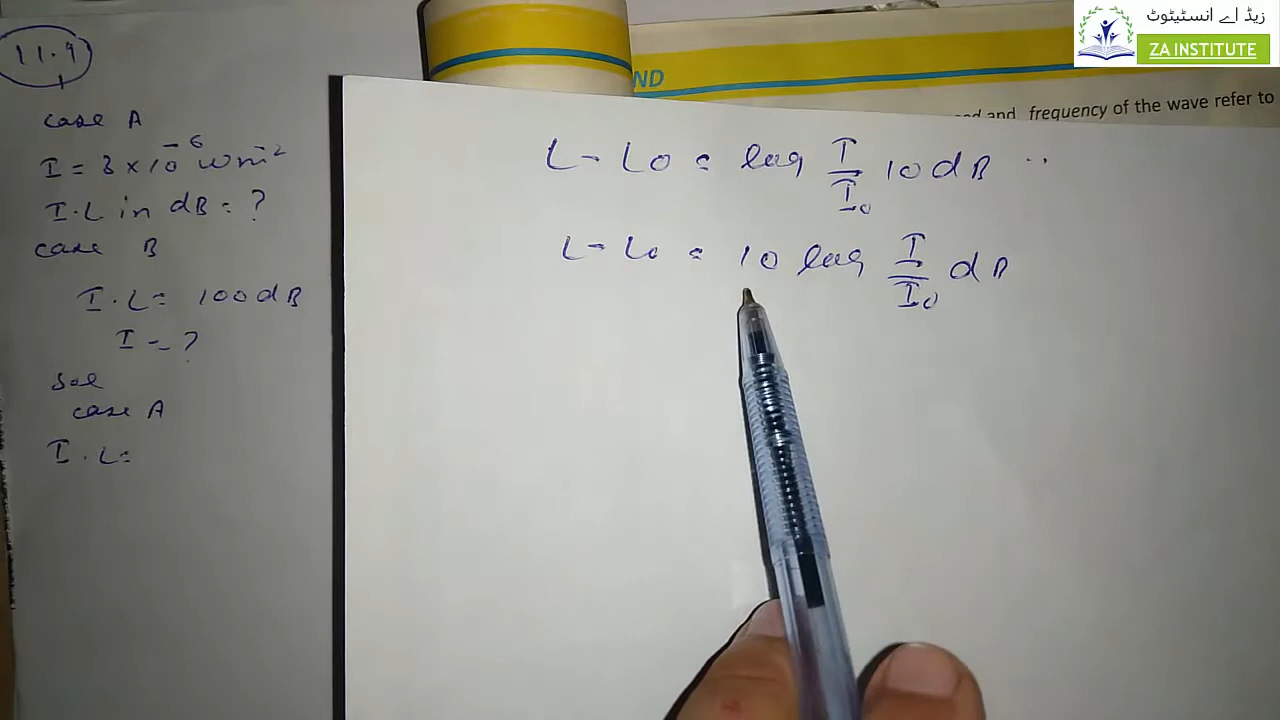 زیڈ اے انسٹیٹوٹ
ZA INSTITUTE
ND
and frequency of the wave refer to
11.9
case A
I = 3 × 10⁻⁶ wm⁻²
I.L in dB = ?
case B
I.L = 100 dB
I = ?
Sol
case A
I.L =
L - L0 = log I/I₀ 10 dB ..
L - L₀ = 10 log I/I₀ dB